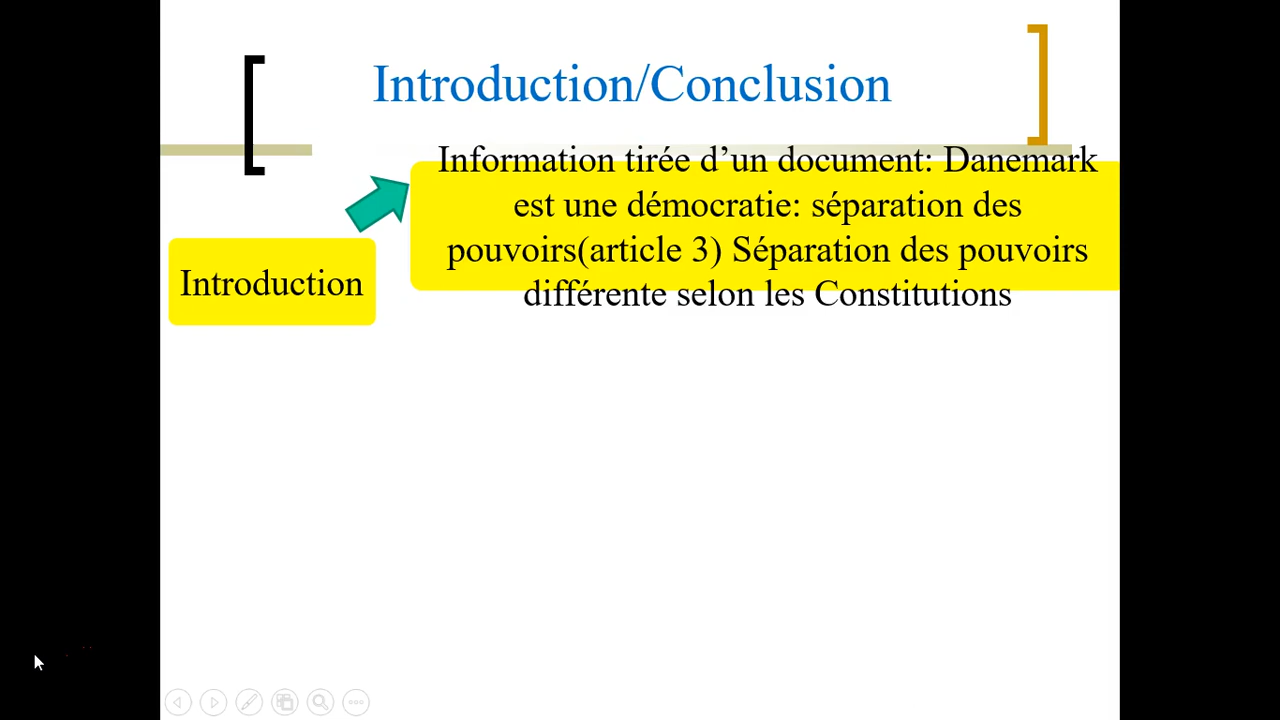 Introduction/Conclusion
Information tirée d’un document: Danemark
est une démocratie: séparation des
pouvoirs(article 3) Séparation des pouvoirs
différente selon les Constitutions
Introduction